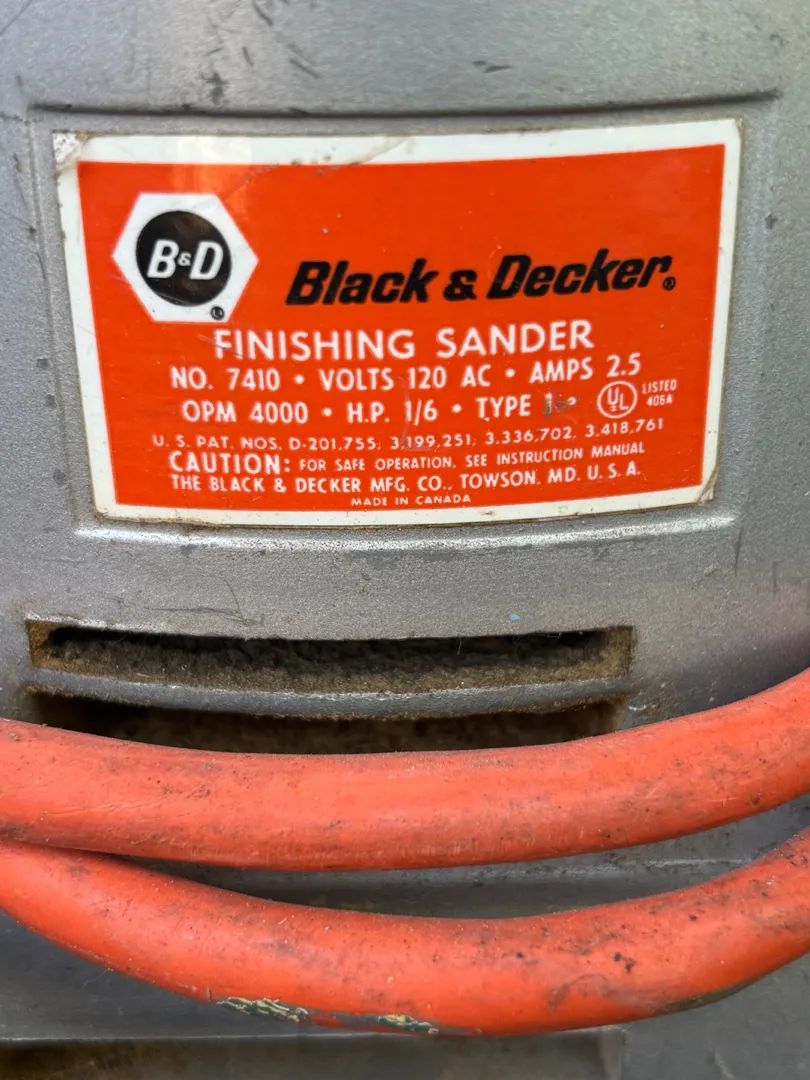 B&D
Black & Decker®
FINISHING SANDER
NO. 7410 • VOLTS 120 AC • AMPS 2.5
OPM 4000 • H.P. 1/6 • TYPE
UL LISTED 406A
U. S. PAT. NOS. D-201,755; 3,199,251; 3,336,702, 3,418,761
CAUTION: FOR SAFE OPERATION, SEE INSTRUCTION MANUAL
THE BLACK & DECKER MFG. CO., TOWSON, MD. U. S. A.
MADE IN CANADA